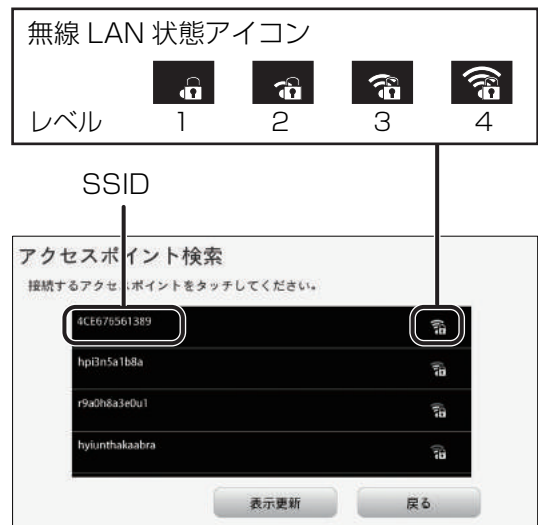 無線 LAN 状態アイコン
レベル 1 2 3 4
SSID
アクセスポイント検索
接続するアクセスポイントをタッチしてください。
4CE676561389
hpi3n5a1b8a
r9a0h8a3e0u1
hyiunthakaabra
表示更新 戻る